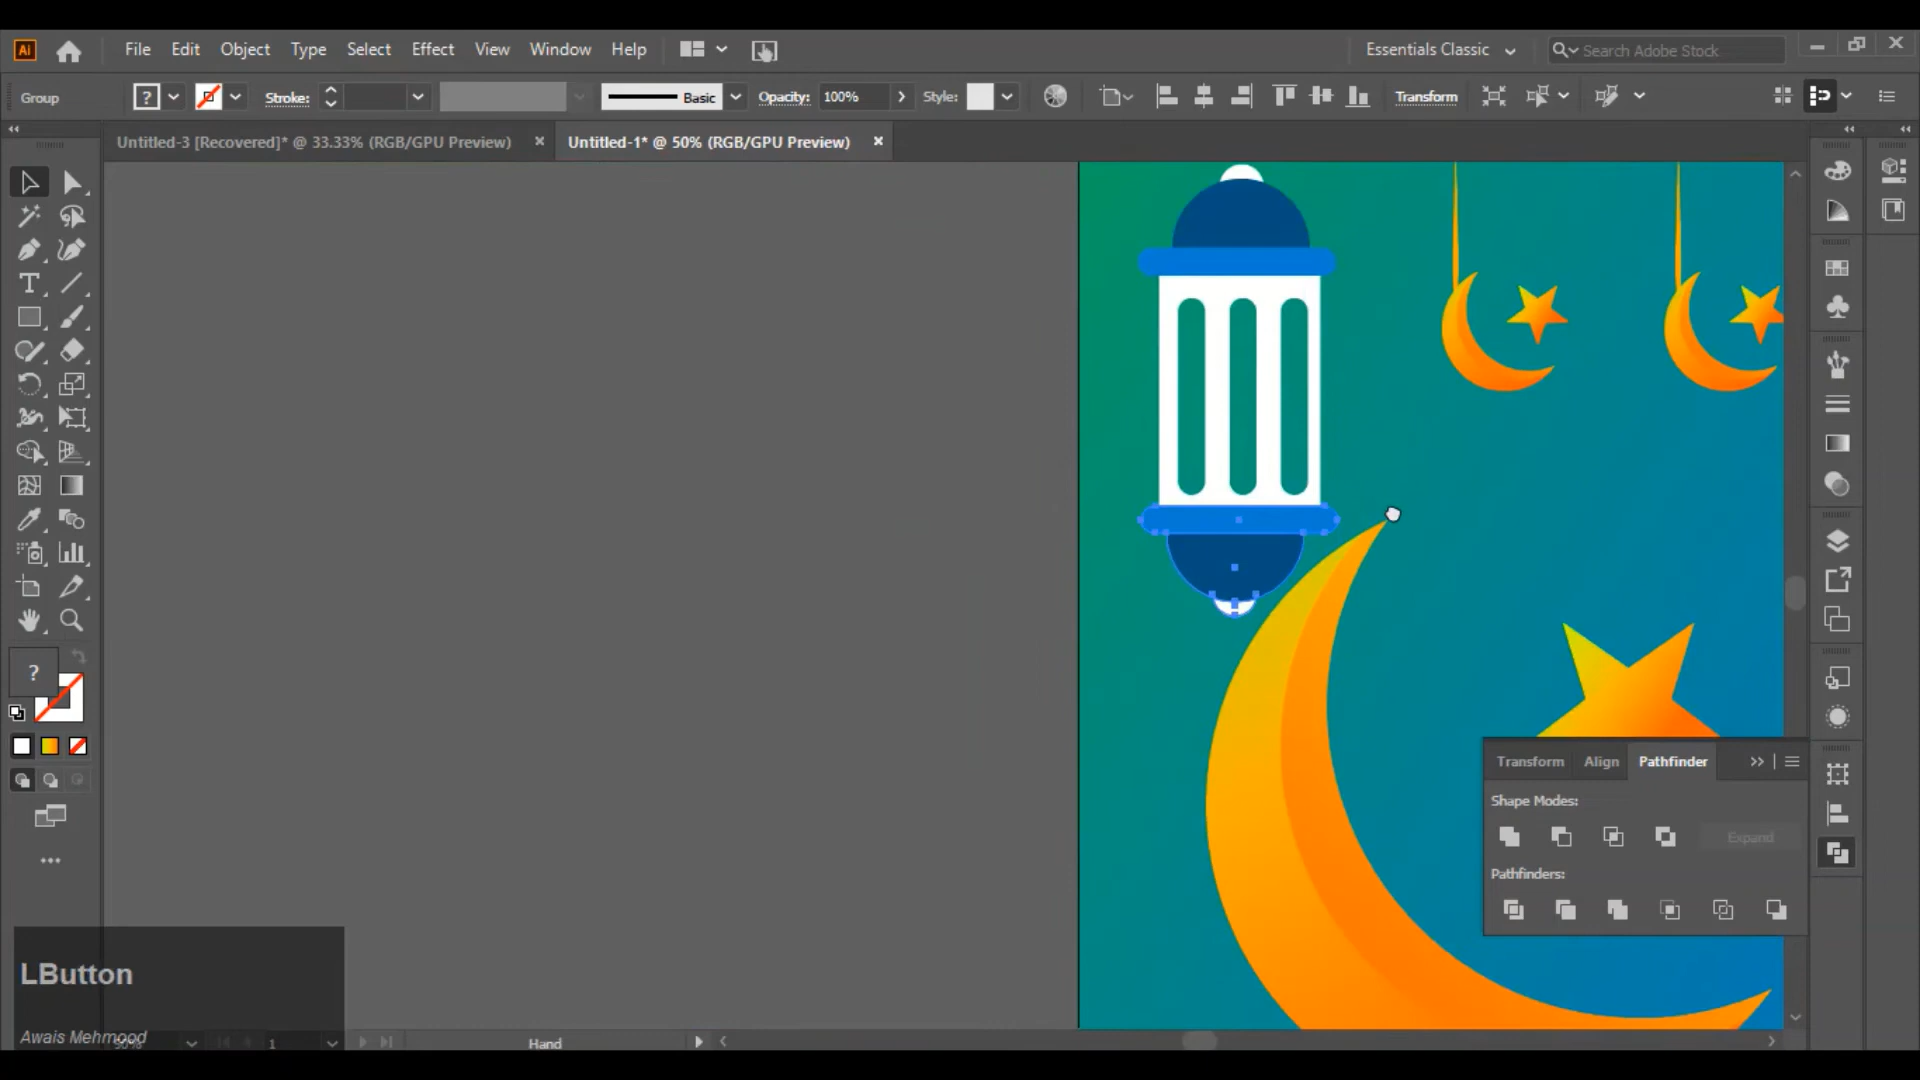 Ai File Edit Object Type Select Effect View Window Help Essentials Classic Search Adobe Stock
Group ? Stroke: Basic Opacity: 100% Style: Transform
Untitled-3 [Recovered]* @ 33.33% (RGB/GPU Preview) × Untitled-1* @ 50% (RGB/GPU Preview) ×
?
Transform Align Pathfinder
Shape Modes:
Expand
Pathfinders:
LButton
Awais Mehmood
50% 1 Hand